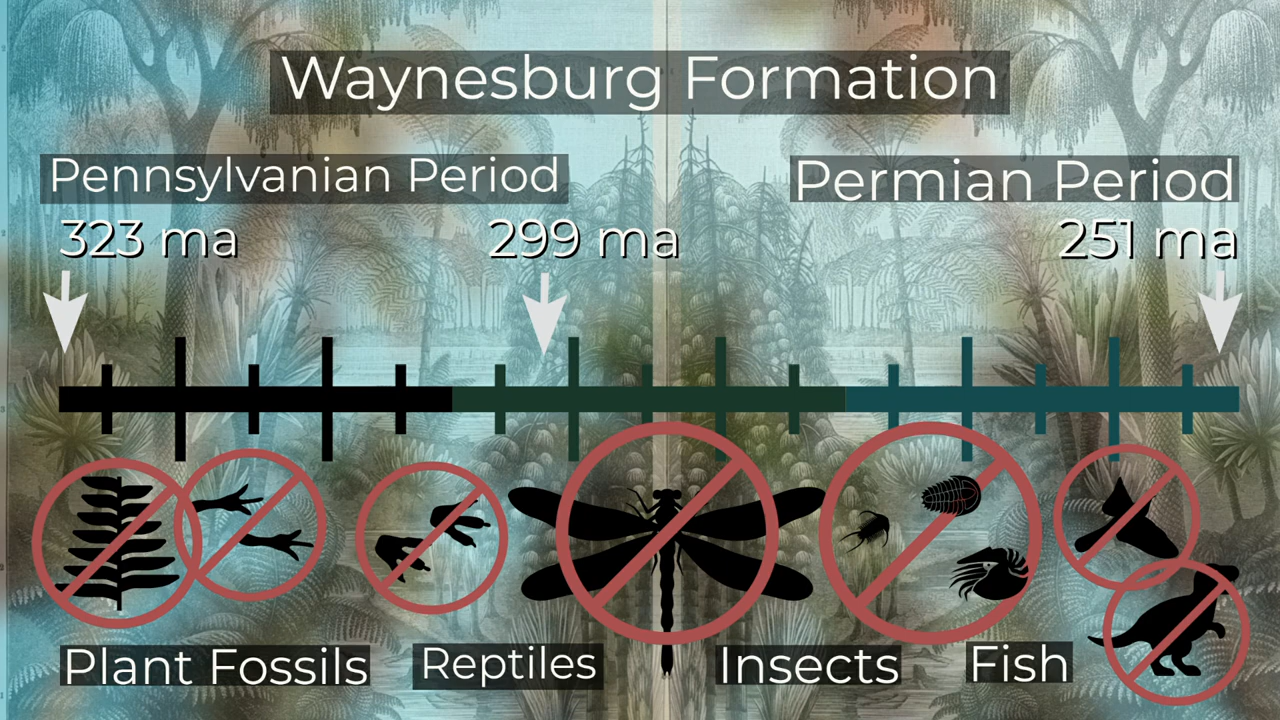 Waynesburg Formation
Pennsylvanian Period
Permian Period
323 ma
299 ma
251 ma
Plant Fossils
Reptiles
Insects
Fish